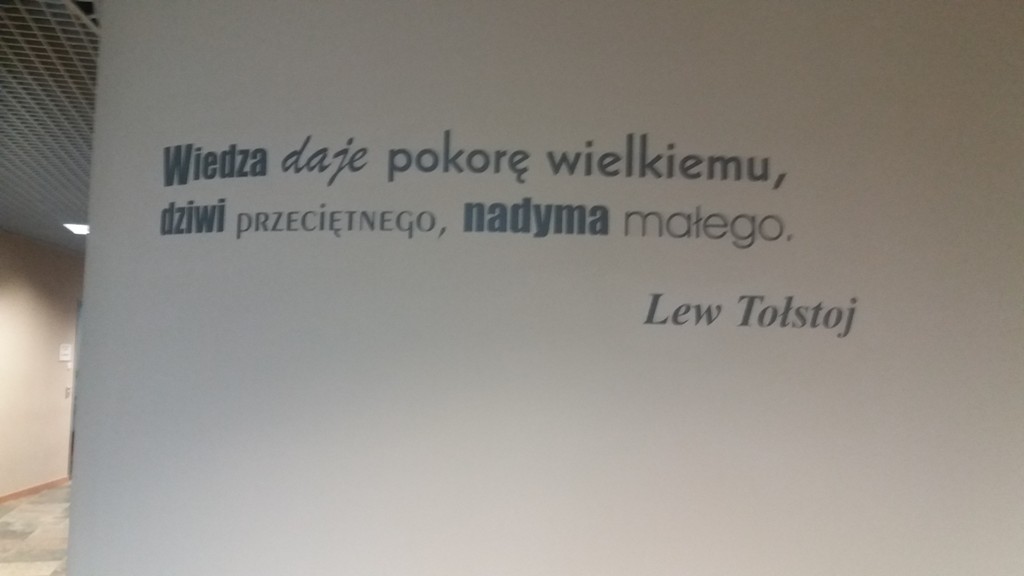 Wiedza daje pokorę wielkiemu,
dziwi PRZECIĘTNEGO, nadyma małego.
Lew Tołstoj